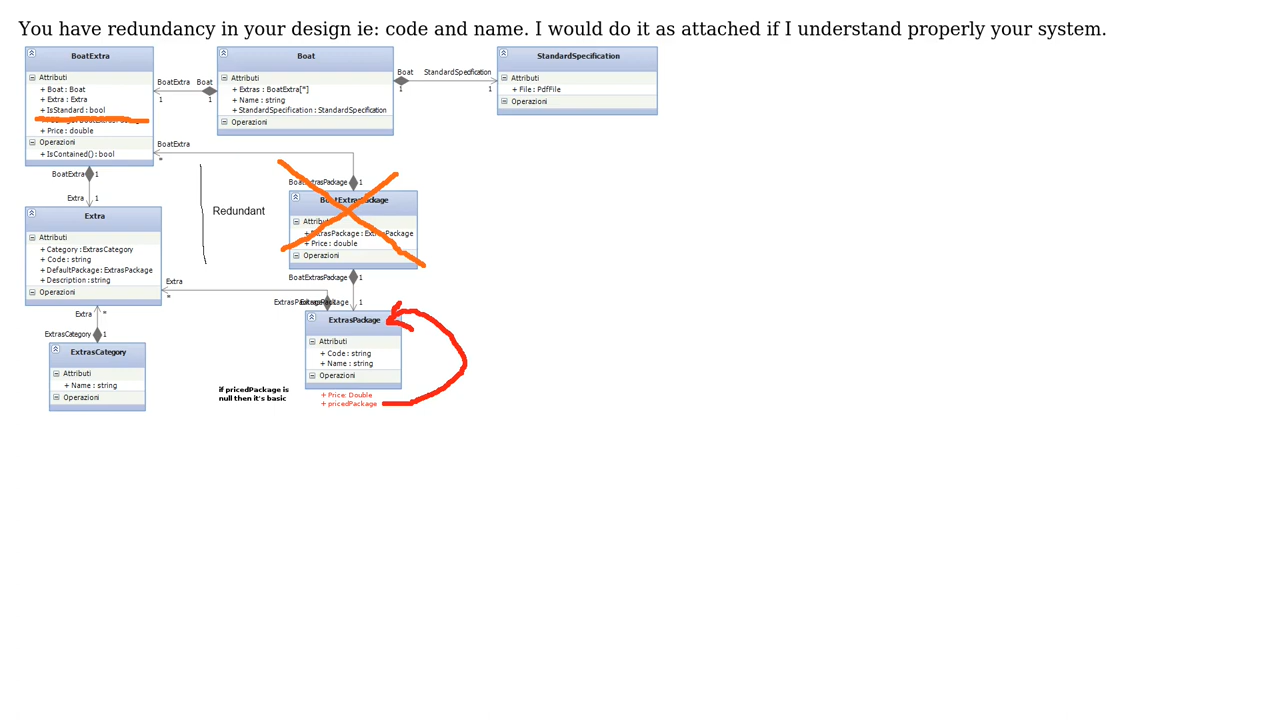 You have redundancy in your design ie: code and name. I would do it as attached if I understand properly your system.
BoatExtra
Attributi
+ Boat : Boat
+ Extra : Extra
+ IsStandard : bool
+ Price : double
Operazioni
+ IsContained() : bool
BoatExtra Boat
1 1
Boat
Attributi
+ Extras : BoatExtra[*]
+ Name : string
+ StandardSpecification : StandardSpecification
Operazioni
Boat StandardSpecification
1 1
StandardSpecification
Attributi
+ File : PdfFile
Operazioni
BoatExtra
*
BoatExtra 1
Extra 1
Redundant
BoatExtrasPackage 1
BoatExtrasPackage
Attributi
+ ExtrasPackage : ExtrasPackage
+ Price : double
Operazioni
BoatExtrasPackage 1
1
Extra
Attributi
+ Category : ExtrasCategory
+ Code : string
+ DefaultPackage : ExtrasPackage
+ Description : string
Operazioni
Extra
*
ExtrasPackage
Attributi
+ Code : string
+ Name : string
Operazioni
+ Price: Double
+ pricedPackage
if pricedPackage is
null then it's basic
Extra *
ExtrasCategory 1
ExtrasCategory
Attributi
+ Name : string
Operazioni